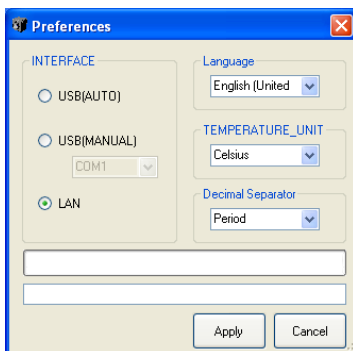 Preferences
INTERFACE
USB(AUTO)
USB(MANUAL)
COM1
LAN
Language
English (United
TEMPERATURE_UNIT
Celsius
Decimal Separator
Period
Apply
Cancel